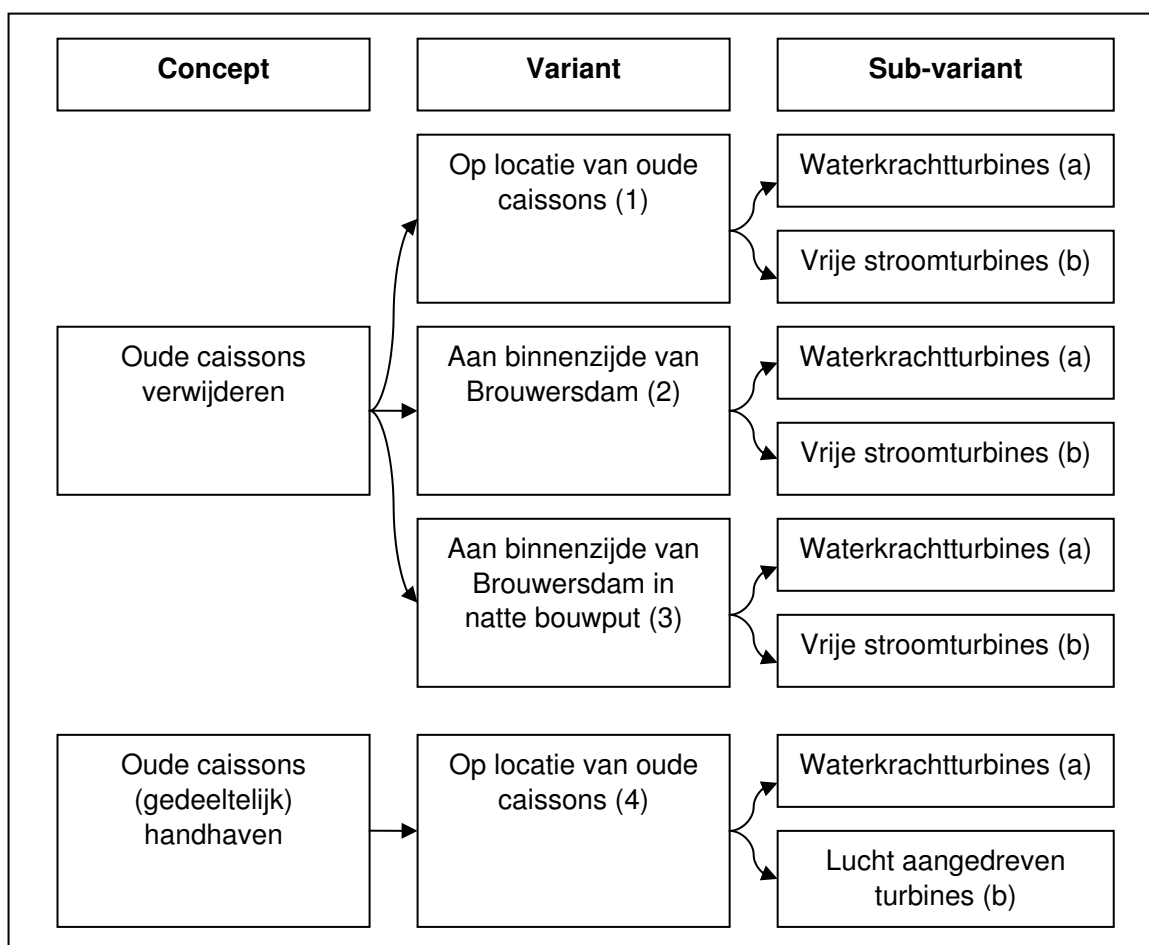 Concept
Variant
Sub-variant
Oude caissons
verwijderen
Op locatie van oude
caissons (1)
Waterkrachtturbines (a)
Vrije stroomturbines (b)
Aan binnenzijde van
Brouwersdam (2)
Waterkrachtturbines (a)
Vrije stroomturbines (b)
Aan binnenzijde van
Brouwersdam in
natte bouwput (3)
Waterkrachtturbines (a)
Vrije stroomturbines (b)
Oude caissons
(gedeeltelijk)
handhaven
Op locatie van oude
caissons (4)
Waterkrachtturbines (a)
Lucht aangedreven
turbines (b)